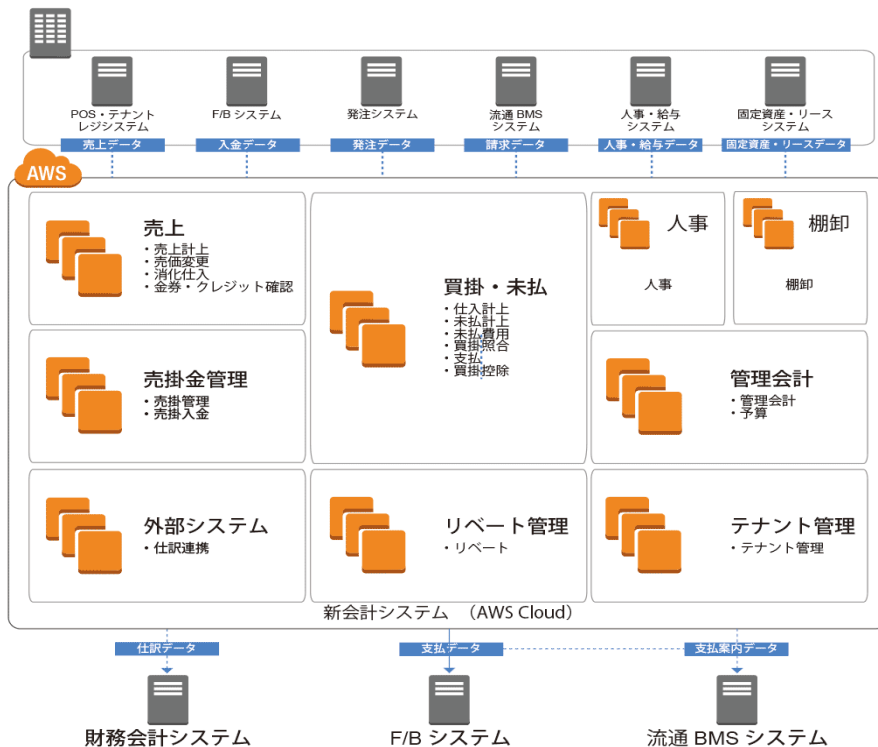 POS・テナント
レジシステム
F/B システム
発注システム
流通 BMS
システム
人事・給与
システム
固定資産・リース
システム
売上データ
入金データ
発注データ
請求データ
人事・給与データ
固定資産・リースデータ
AWS
売上
・売上計上
・売価変更
・消化仕入
・金券・クレジット確認
買掛・未払
・仕入計上
・未払計上
・未払費用
・買掛照合
・支払
・買掛控除
人事
人事
棚卸
棚卸
売掛金管理
・売掛管理
・売掛入金
管理会計
・管理会計
・予算
外部システム
・仕訳連携
リベート管理
・リベート
テナント管理
・テナント管理
新会計システム （AWS Cloud）
仕訳データ
支払データ
支払案内データ
財務会計システム
F/B システム
流通 BMS システム